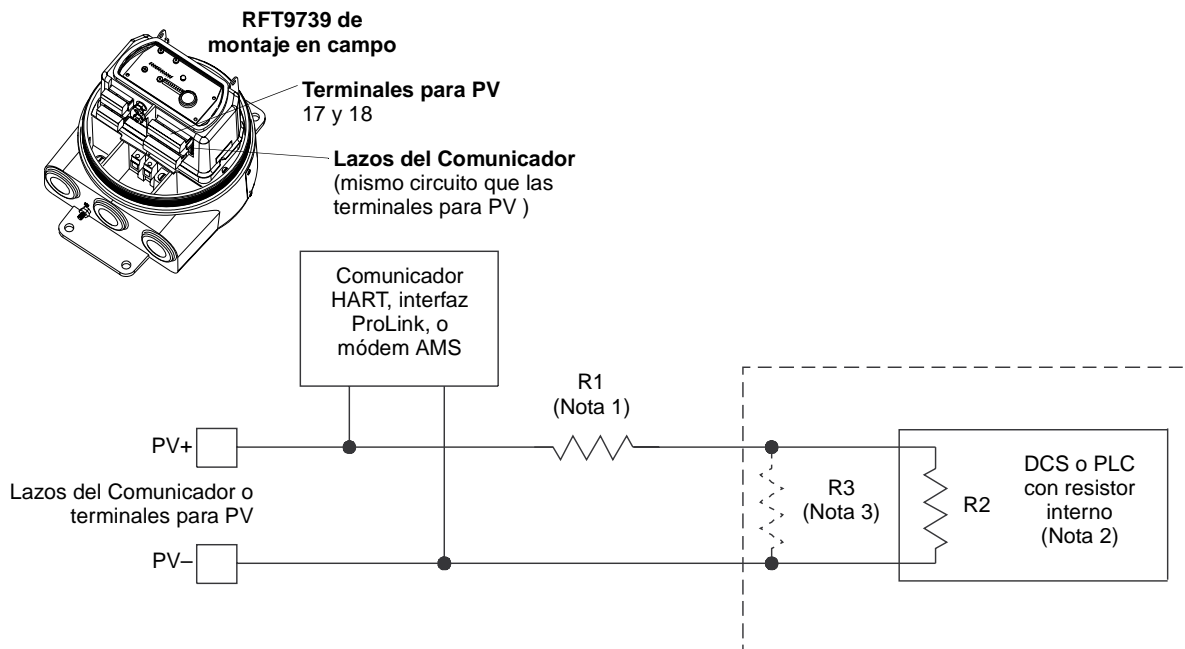 RFT9739 de
montaje en campo
Terminales para PV
17 y 18
Lazos del Comunicador
(mismo circuito que las
terminales para PV )
Comunicador
HART, interfaz
ProLink, o
módem AMS
R1
(Nota 1)
PV+
Lazos del Comunicador o
terminales para PV
PV–
R3
(Nota 3)
R2
DCS o PLC
con resistor
interno
(Nota 2)